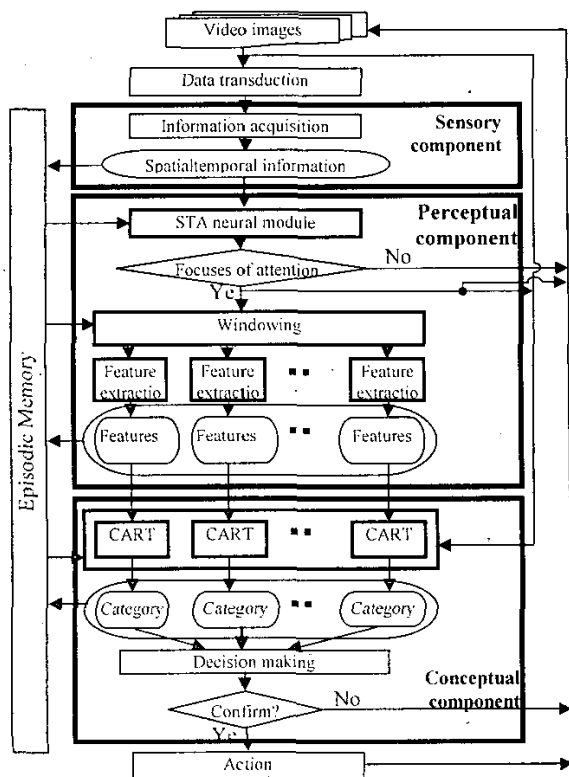 Video images
Data transduction
Information acquisition
Sensory
component
Spatialtemporal information
STA neural module
Perceptual
component
Focuses of attention
No
Ye
Windowing
Feature
extractio
Feature
extractio
Feature
extractio
Features
Features
Features
Episodic Memory
CART
CART
CART
Category
Category
Category
Decision making
Conceptual
component
Confirm?
No
Ye
Action